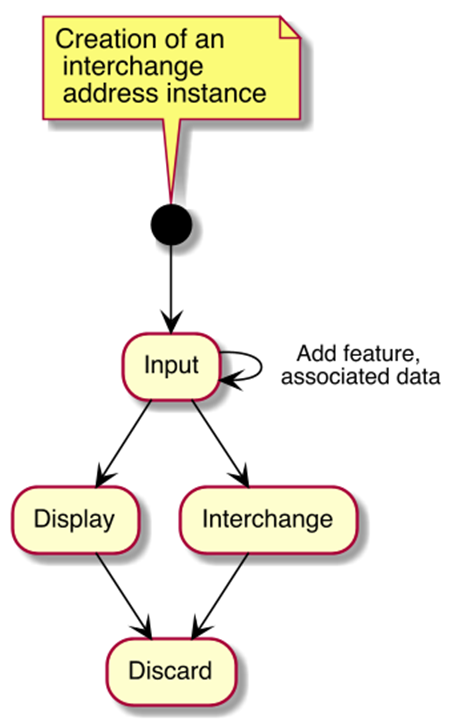 Creation of an
interchange
address instance
Input
Add feature,
associated data
Display
Interchange
Discard